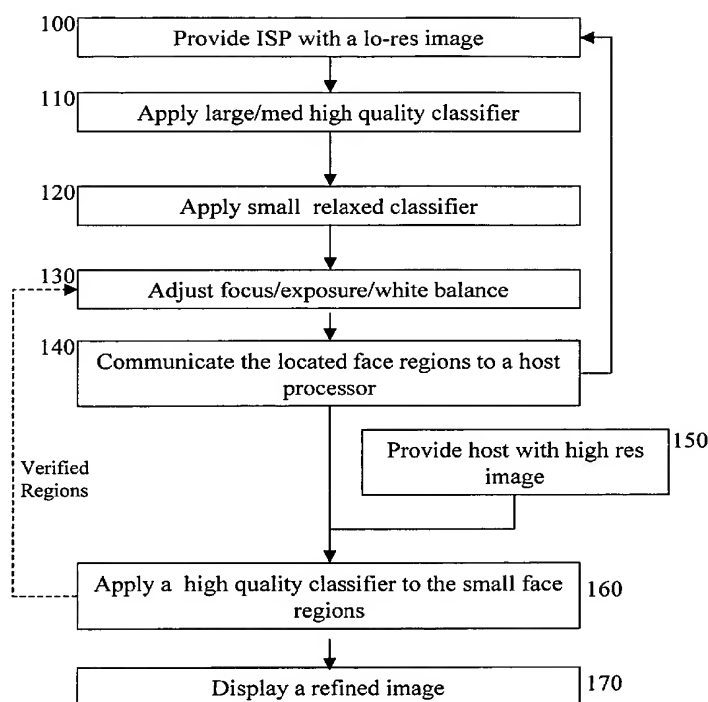 100
Provide ISP with a lo-res image
110
Apply large/med high quality classifier
120
Apply small relaxed classifier
130
Adjust focus/exposure/white balance
140
Communicate the located face regions to a host
processor
150
Provide host with high res
image
Verified
Regions
Apply a high quality classifier to the small face
regions
160
Display a refined image
170